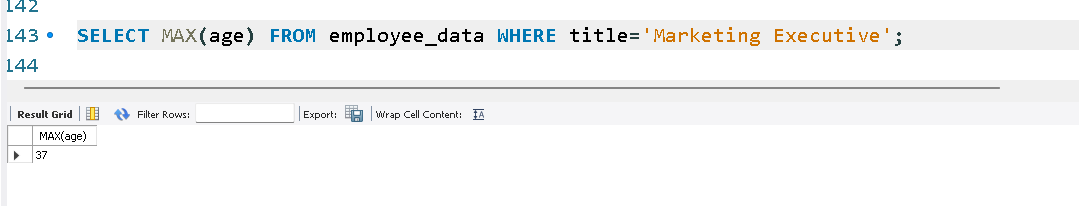 142
143 SELECT MAX(age) FROM employee_data WHERE title='Marketing Executive';
144
Result Grid Filter Rows: Export: Wrap Cell Content:
MAX(age)
37